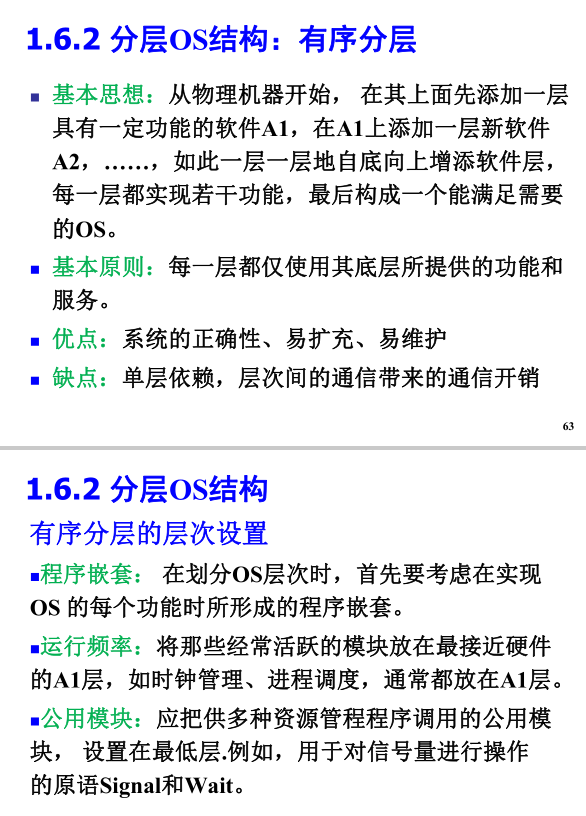 1.6.2 分层OS结构：有序分层
基本思想：从物理机器开始， 在其上面先添加一层
具有一定功能的软件A1，在A1上添加一层新软件
A2，……，如此一层一层地自底向上增添软件层，
每一层都实现若干功能，最后构成一个能满足需要
的OS。
基本原则：每一层都仅使用其底层所提供的功能和
服务。
优点：系统的正确性、易扩充、易维护
缺点：单层依赖，层次间的通信带来的通信开销
63
1.6.2 分层OS结构
有序分层的层次设置
程序嵌套： 在划分OS层次时，首先要考虑在实现
OS 的每个功能时所形成的程序嵌套。
运行频率：将那些经常活跃的模块放在最接近硬件
的A1层，如时钟管理、进程调度，通常都放在A1层。
公用模块：应把供多种资源管程程序调用的公用模
块， 设置在最低层.例如，用于对信号量进行操作
的原语Signal和Wait。